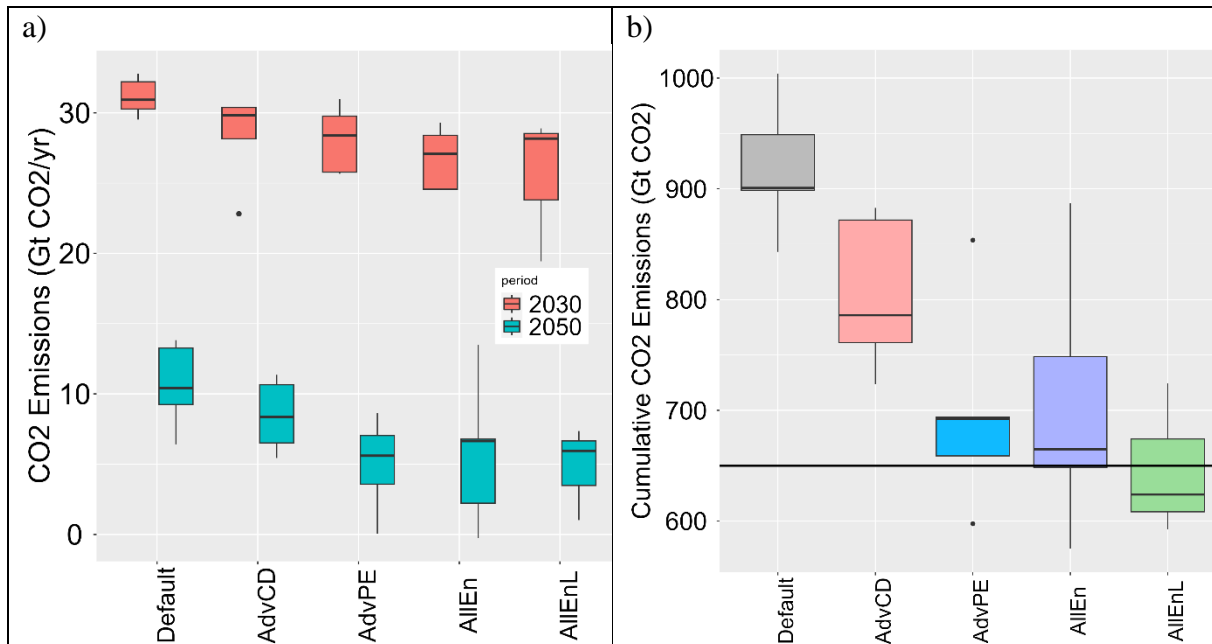 a)
CO2 Emissions (Gt CO2/yr)
30
20
10
0
period
2030
2050
Default
AdvCD
AdvPE
AllEn
AllEnL
b)
Cumulative CO2 Emissions (Gt CO2)
1000
900
800
700
600
Default
AdvCD
AdvPE
AllEn
AllEnL